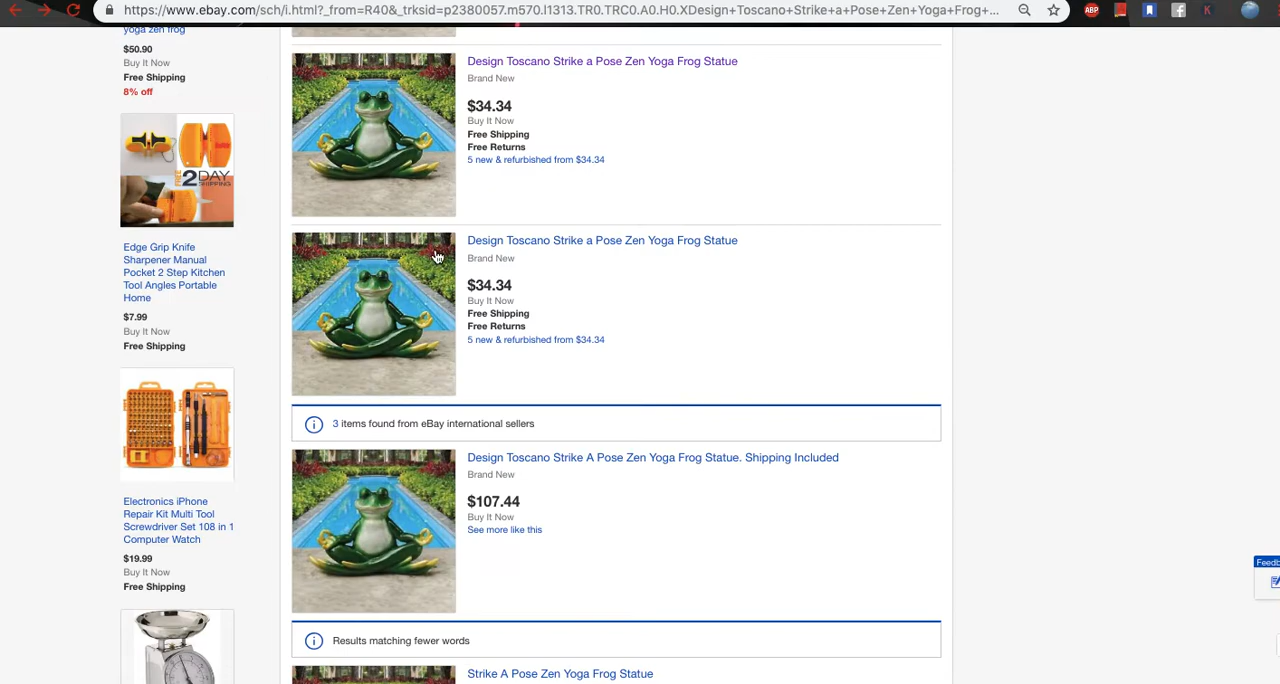 https://www.ebay.com/sch/i.html?_from=R40&_trksid=p2380057.m570.l1313.TR0.TRC0.A0.H0.XDesign+Toscano+Strike+a+Pose+Zen+Yoga+Frog+...
ABP
K
yoga zen frog
$50.90
Buy It Now
Free Shipping
8% off
FREE 2 DAY
SHIPPING
Edge Grip Knife
Sharpener Manual
Pocket 2 Step Kitchen
Tool Angles Portable
Home
$7.99
Buy It Now
Free Shipping
Electronics iPhone
Repair Kit Multi Tool
Screwdriver Set 108 in 1
Computer Watch
$19.99
Buy It Now
Free Shipping
Design Toscano Strike a Pose Zen Yoga Frog Statue
Brand New
$34.34
Buy It Now
Free Shipping
Free Returns
5 new & refurbished from $34.34
Design Toscano Strike a Pose Zen Yoga Frog Statue
Brand New
$34.34
Buy It Now
Free Shipping
Free Returns
5 new & refurbished from $34.34
3 items found from eBay international sellers
Design Toscano Strike A Pose Zen Yoga Frog Statue. Shipping Included
Brand New
$107.44
Buy It Now
See more like this
Results matching fewer words
Strike A Pose Zen Yoga Frog Statue